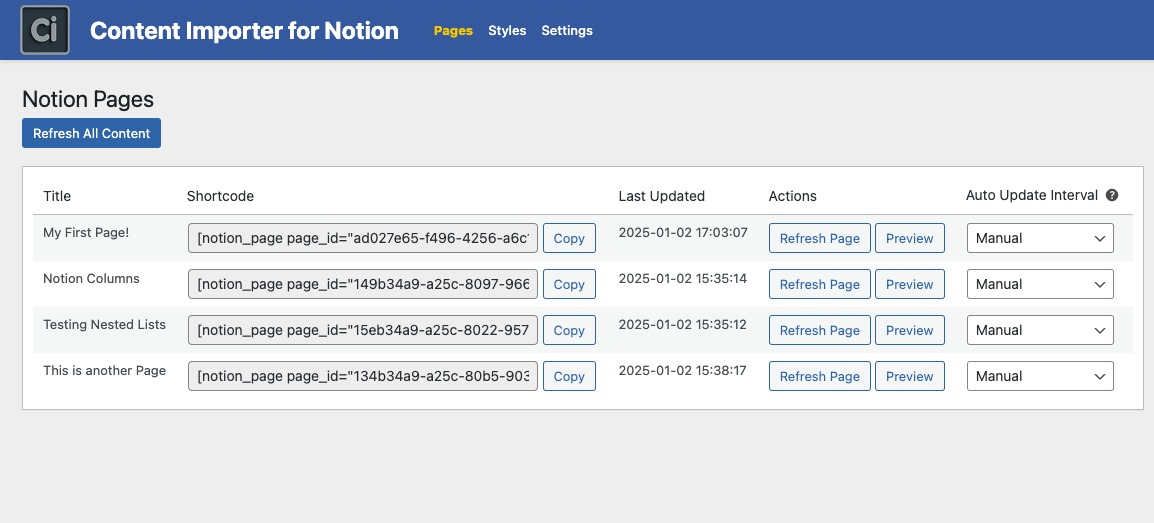 Ci Content Importer for Notion Pages Styles Settings
Notion Pages
Refresh All Content
Title Shortcode Last Updated Actions Auto Update Interval ?
My First Page! [notion_page page_id="ad027e65-f496-4256-a6c Copy 2025-01-02 17:03:07 Refresh Page Preview Manual
Notion Columns [notion_page page_id="149b34a9-a25c-8097-966 Copy 2025-01-02 15:35:14 Refresh Page Preview Manual
Testing Nested Lists [notion_page page_id="15eb34a9-a25c-8022-957 Copy 2025-01-02 15:35:12 Refresh Page Preview Manual
This is another Page [notion_page page_id="134b34a9-a25c-80b5-903 Copy 2025-01-02 15:38:17 Refresh Page Preview Manual